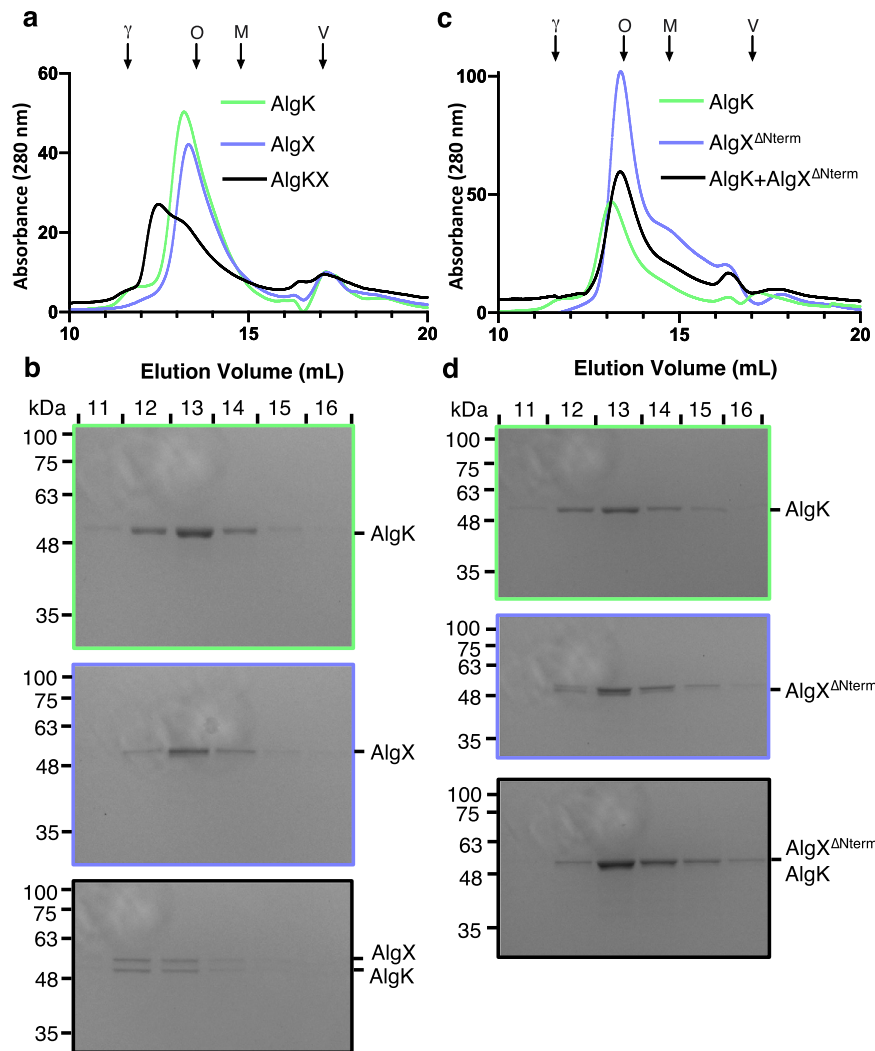 a
γ O M V
Absorbance (280 nm)
60
40
20
0
10 15 20
AlgK
AlgX
AlgKX
c
γ O M V
Absorbance (280 nm)
100
50
0
10 15 20
AlgK
AlgX^ΔNterm
AlgK+AlgX^ΔNterm
b
Elution Volume (mL)
kDa 11 12 13 14 15 16
100
75
63
48
35
AlgK
100
75
63
48
35
AlgX
100
75
63
48
35
AlgX
AlgK
d
Elution Volume (mL)
kDa 11 12 13 14 15 16
100
75
63
48
35
AlgK
100
75
63
48
35
AlgX^ΔNterm
100
75
63
48
35
AlgX^ΔNterm
AlgK